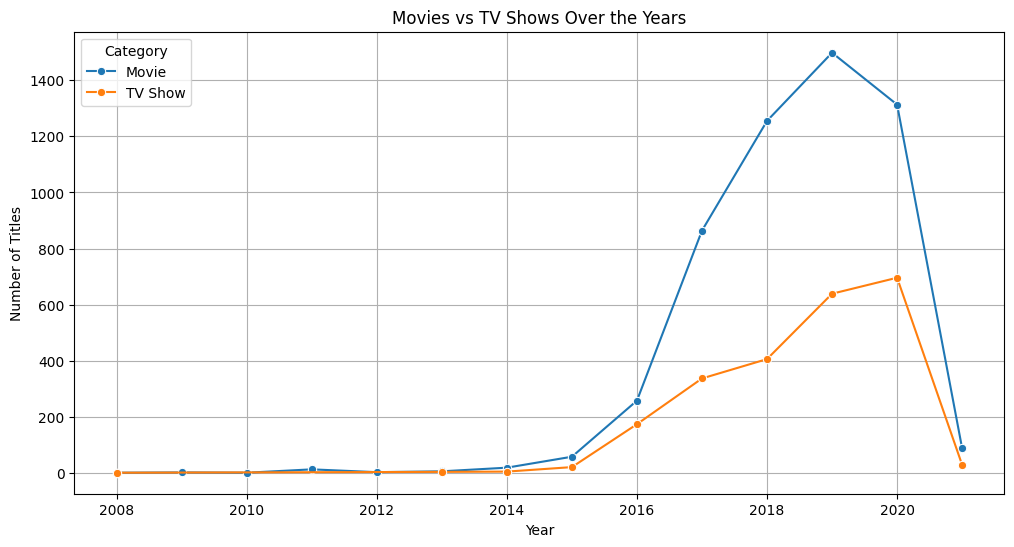 Movies vs TV Shows Over the Years
Category
Movie
TV Show
1400
1200
1000
800
600
400
200
0
Number of Titles
2008 2010 2012 2014 2016 2018 2020
Year